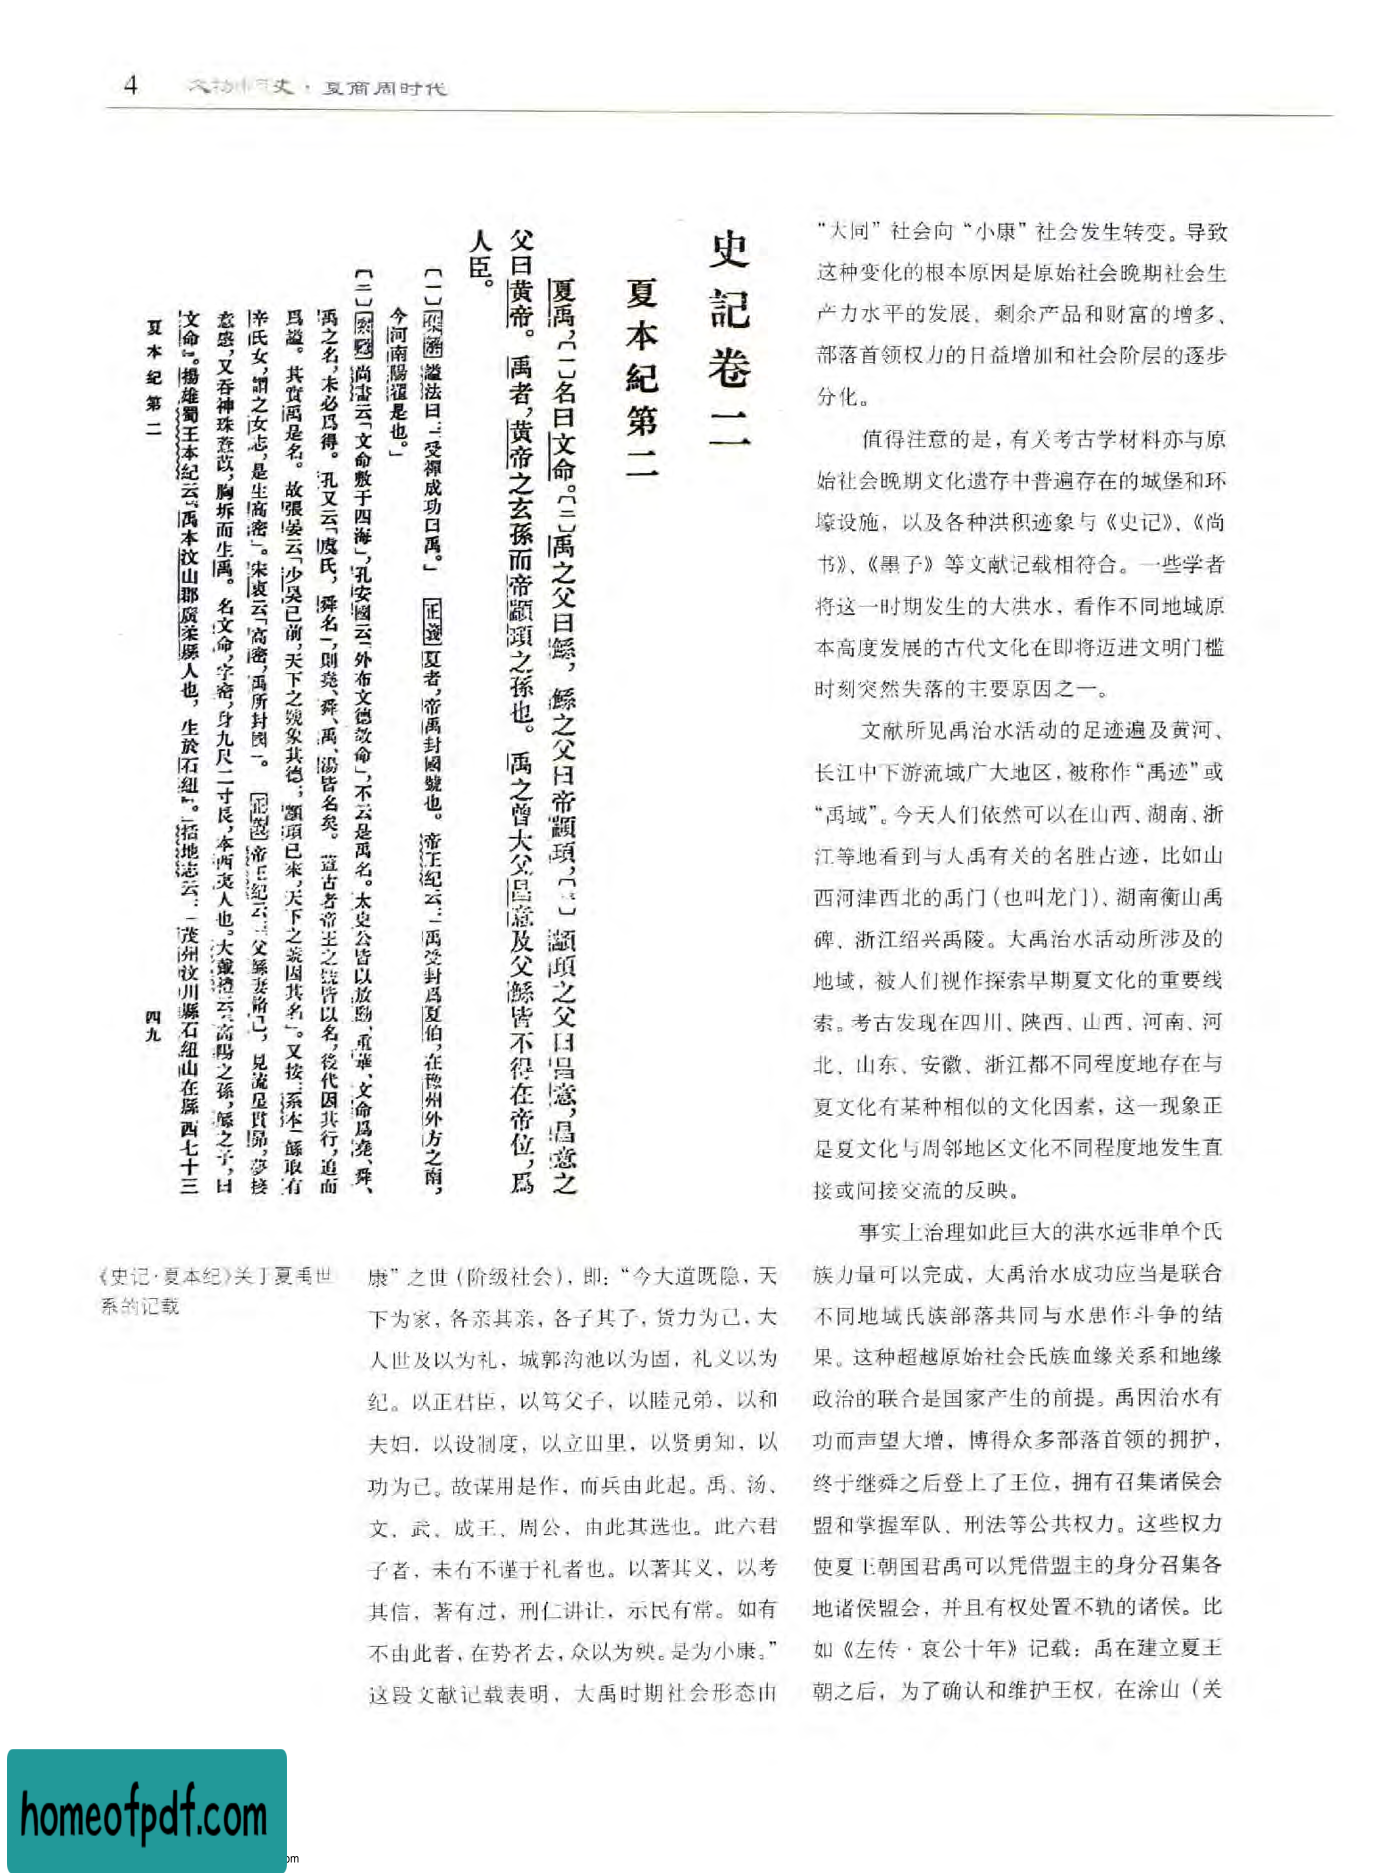 4
文物中国史·夏商周时代
史記卷二
夏本紀第二
夏禹，〔一〕名曰文命。〔二〕禹之父曰鯀，鯀之父曰帝顓頊，〔三〕顓頊之父曰昌意，昌意之
父曰黄帝。禹者，黄帝之玄孫而帝顓頊之孫也。禹之曾大父昌意及父鯀皆不得在帝位，爲
人臣。
〔一〕集解謚法曰：「受禪成功曰禹。」正義夏者，帝禹封國號也。帝王紀云：「禹受封爲夏伯，在豫州外方之南，
今河南陽翟是也。」
〔二〕索隱尚書云「文命敷于四海」，孔安國云「外布文德敎命」，不云是禹名。太史公皆以放勛、重華、文命爲堯、舜、
禹之名，未必爲得。孔又云「虞氏，舜名」，則堯、舜、禹、湯皆名矣。蓋古者帝王之號皆以名，後代因其行，追而
爲謚。其實禹是名。故張晏云「少昊已前，天下之號象其德；顓頊已來，天下之號因其名」。又按：系本「鯀取有
辛氏女，謂之女志，是生高密」。宋衷云「高密，禹所封國」。正義帝王紀云：「父鯀妻脩己，見流星貫昴，夢接
意感，又吞神珠薏苡，胸坼而生禹。名文命，字密，身九尺二寸長，本西夷人也。大戴禮云：『高陽之孫，鯀之子，曰
文命』。揚雄蜀王本紀云：『禹本汶山郡廣柔縣人也，生於石紐』。」括地志云：「茂州汶川縣石紐山在縣西七十三
夏本紀第二
四九
《史记·夏本纪》关于夏禹世
系的记载
康”之世（阶级社会），即：“今大道既隐，天
下为家，各亲其亲，各子其子，货力为己，大
人世及以为礼，城郭沟池以为固，礼义以为
纪。以正君臣，以笃父子，以睦兄弟，以和
夫妇，以设制度，以立田里，以贤勇知，以
功为己。故谋用是作，而兵由此起。禹、汤、
文、武、成王、周公，由此其选也。此六君
子者，未有不谨于礼者也。以著其义，以考
其信，著有过，刑仁讲让，示民有常。如有
不由此者，在势者去，众以为殃。是为小康。”
这段文献记载表明，大禹时期社会形态由
“大同”社会向“小康”社会发生转变。导致
这种变化的根本原因是原始社会晚期社会生
产力水平的发展、剩余产品和财富的增多、
部落首领权力的日益增加和社会阶层的逐步
分化。
值得注意的是，有关考古学材料亦与原
始社会晚期文化遗存中普遍存在的城堡和环
壕设施，以及各种洪积迹象与《史记》、《尚
书》、《墨子》等文献记载相符合。一些学者
将这一时期发生的大洪水，看作不同地域原
本高度发展的古代文化在即将迈进文明门槛
时刻突然失落的主要原因之一。
文献所见禹治水活动的足迹遍及黄河、
长江中下游流域广大地区，被称作“禹迹”或
“禹域”。今天人们依然可以在山西、湖南、浙
江等地看到与大禹有关的名胜古迹，比如山
西河津西北的禹门（也叫龙门）、湖南衡山禹
碑、浙江绍兴禹陵。大禹治水活动所涉及的
地域，被人们视作探索早期夏文化的重要线
索。考古发现在四川、陕西、山西、河南、河
北、山东、安徽、浙江都不同程度地存在与
夏文化有某种相似的文化因素，这一现象正
是夏文化与周邻地区文化不同程度地发生直
接或间接交流的反映。
事实上治理如此巨大的洪水远非单个氏
族力量可以完成，大禹治水成功应当是联合
不同地域氏族部落共同与水患作斗争的结
果。这种超越原始社会氏族血缘关系和地缘
政治的联合是国家产生的前提。禹因治水有
功而声望大增，博得众多部落首领的拥护，
终于继舜之后登上了王位，拥有召集诸侯会
盟和掌握军队、刑法等公共权力。这些权力
使夏王朝国君禹可以凭借盟主的身分召集各
地诸侯盟会，并且有权处置不轨的诸侯。比
如《左传·哀公十年》记载：禹在建立夏王
朝之后，为了确认和维护王权，在涂山（关
homeofpdf.com
om